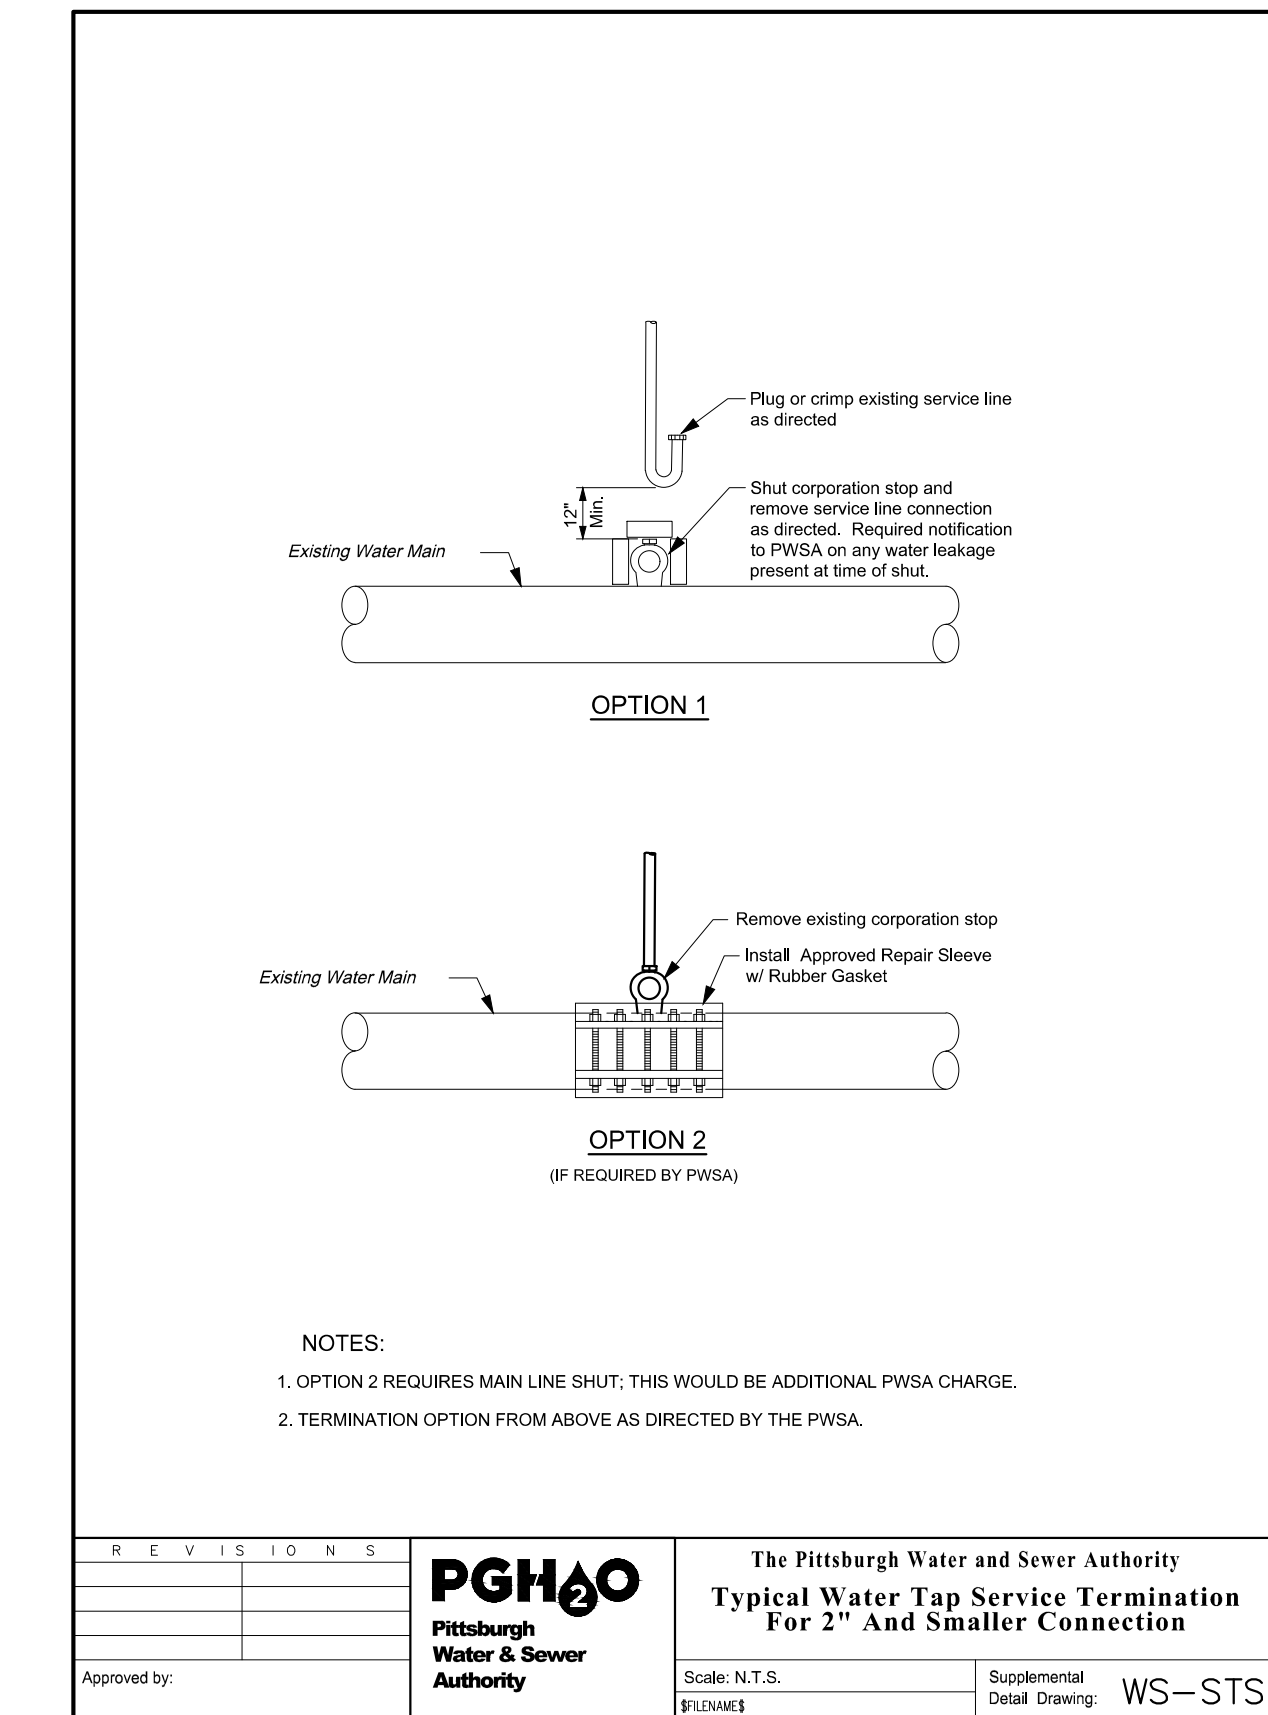 Plug or crimp existing service line
as directed
12"
Min.
Shut corporation stop and
remove service line connection
as directed. Required notification
to PWSA on any water leakage
present at time of shut.
Existing Water Main
OPTION 1
Remove existing corporation stop
Install Approved Repair Sleeve
w/ Rubber Gasket
Existing Water Main
OPTION 2
(IF REQUIRED BY PWSA)
NOTES:
1. OPTION 2 REQUIRES MAIN LINE SHUT; THIS WOULD BE ADDITIONAL PWSA CHARGE.
2. TERMINATION OPTION FROM ABOVE AS DIRECTED BY THE PWSA.
REVISIONS
Approved by:
PGH2O
Pittsburgh
Water & Sewer
Authority
The Pittsburgh Water and Sewer Authority
Typical Water Tap Service Termination
For 2" And Smaller Connection
Scale: N.T.S.
$FILENAME$
Supplemental
Detail Drawing:
WS-STS